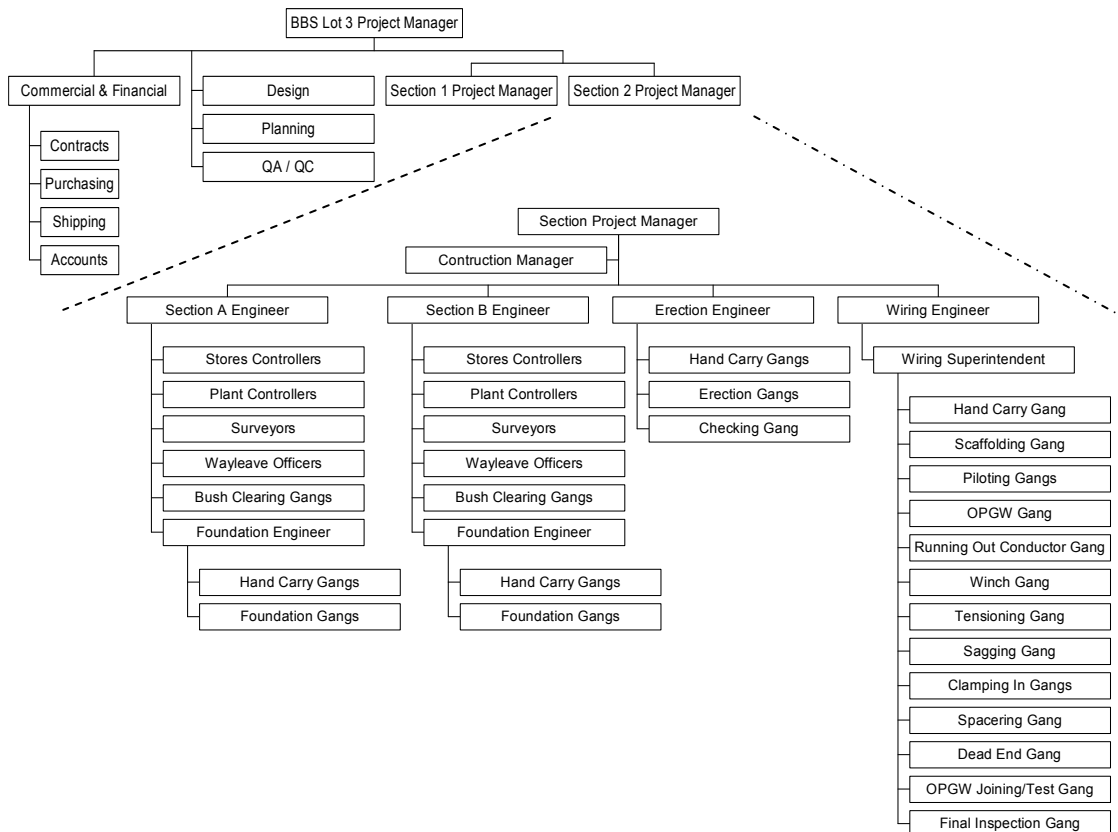 BBS Lot 3 Project Manager
Commercial & Financial
Contracts
Purchasing
Shipping
Accounts
Design
Planning
QA / QC
Section 1 Project Manager
Section 2 Project Manager
Section Project Manager
Contruction Manager
Section A Engineer
Stores Controllers
Plant Controllers
Surveyors
Wayleave Officers
Bush Clearing Gangs
Foundation Engineer
Hand Carry Gangs
Foundation Gangs
Section B Engineer
Stores Controllers
Plant Controllers
Surveyors
Wayleave Officers
Bush Clearing Gangs
Foundation Engineer
Hand Carry Gangs
Foundation Gangs
Erection Engineer
Hand Carry Gangs
Erection Gangs
Checking Gang
Wiring Engineer
Wiring Superintendent
Hand Carry Gang
Scaffolding Gang
Piloting Gangs
OPGW Gang
Running Out Conductor Gang
Winch Gang
Tensioning Gang
Sagging Gang
Clamping In Gangs
Spacering Gang
Dead End Gang
OPGW Joining/Test Gang
Final Inspection Gang